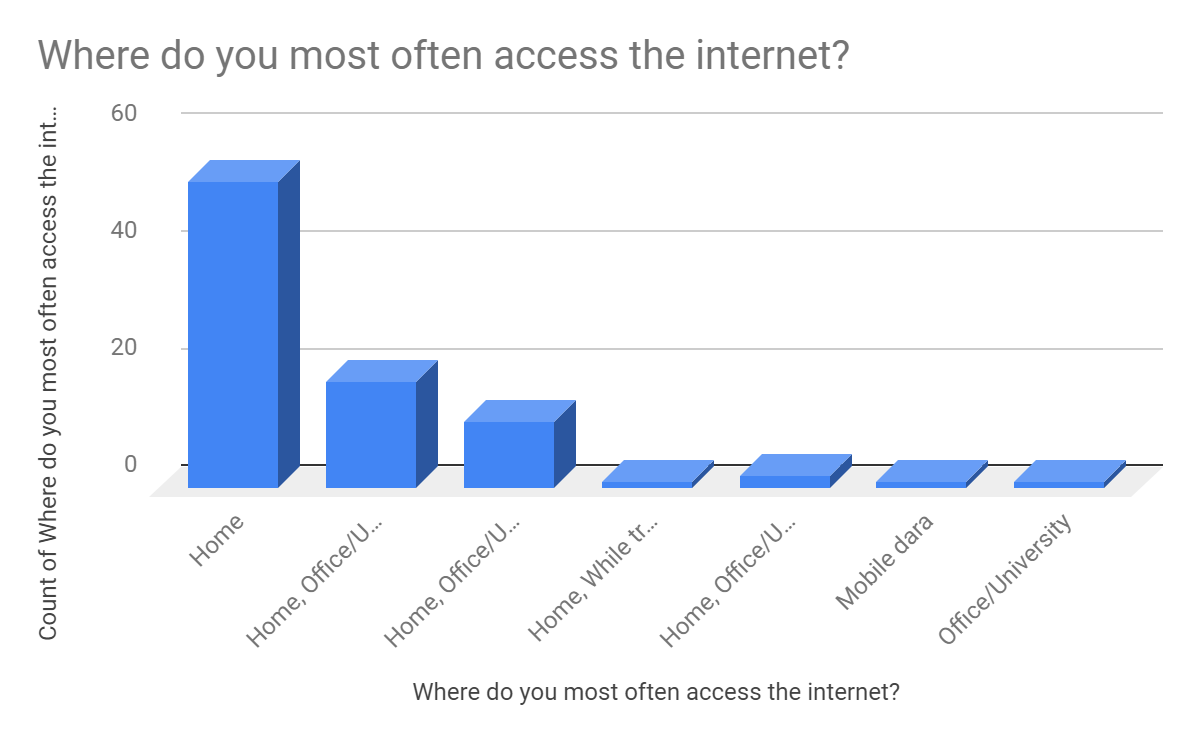 Where do you most often access the internet?
Count of Where do you most often access the int...
60
40
20
0
Home
Home, Office/U...
Home, Office/U...
Home, While tr...
Home, Office/U...
Mobile dara
Office/University
Where do you most often access the internet?